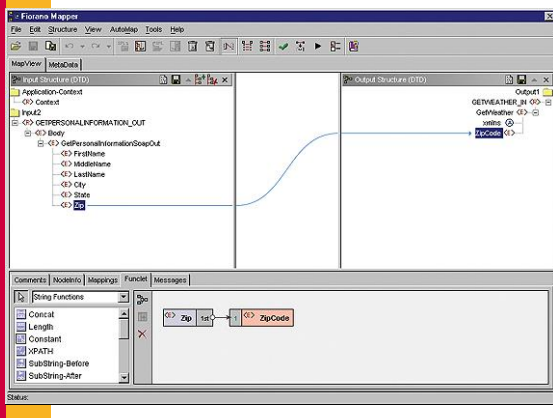 Fiorano Mapper
File Edit Structure View AutoMap Tools Help
MapView MetaData
Input Structure (DTD)
Output Structure (DTD)
Application-Context
Output1
<R> Context
GETWEATHER_IN <R>
Input2
GetWeather <E>
<R> GETPERSONALINFORMATION_OUT
xmlns A
<E> Body
ZipCode <E>
<E> GetPersonalInformationSoapOut
<E> FirstName
<E> MiddleName
<E> LastName
<E> City
<E> State
<E> Zip
Comments NodeInfo Mappings Funclet Messages
String Functions
Concat
Length
Constant
XPATH
SubString-Before
SubString-After
<E> Zip 1st 1 <E> ZipCode
Status: